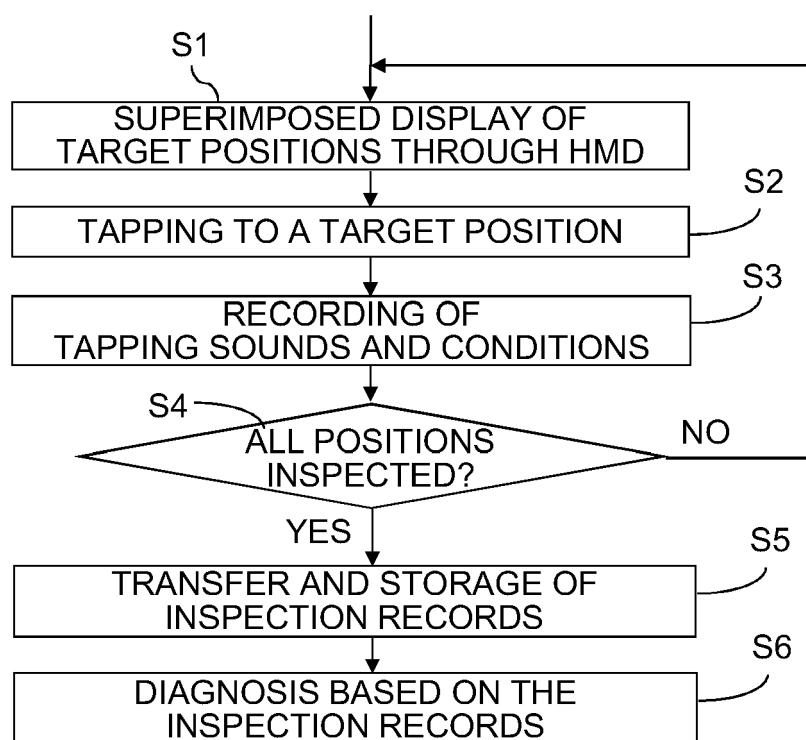 S1
SUPERIMPOSED DISPLAY OF
TARGET POSITIONS THROUGH HMD
S2
TAPPING TO A TARGET POSITION
S3
RECORDING OF
TAPPING SOUNDS AND CONDITIONS
S4
ALL POSITIONS
INSPECTED?
NO
YES
S5
TRANSFER AND STORAGE OF
INSPECTION RECORDS
S6
DIAGNOSIS BASED ON THE
INSPECTION RECORDS